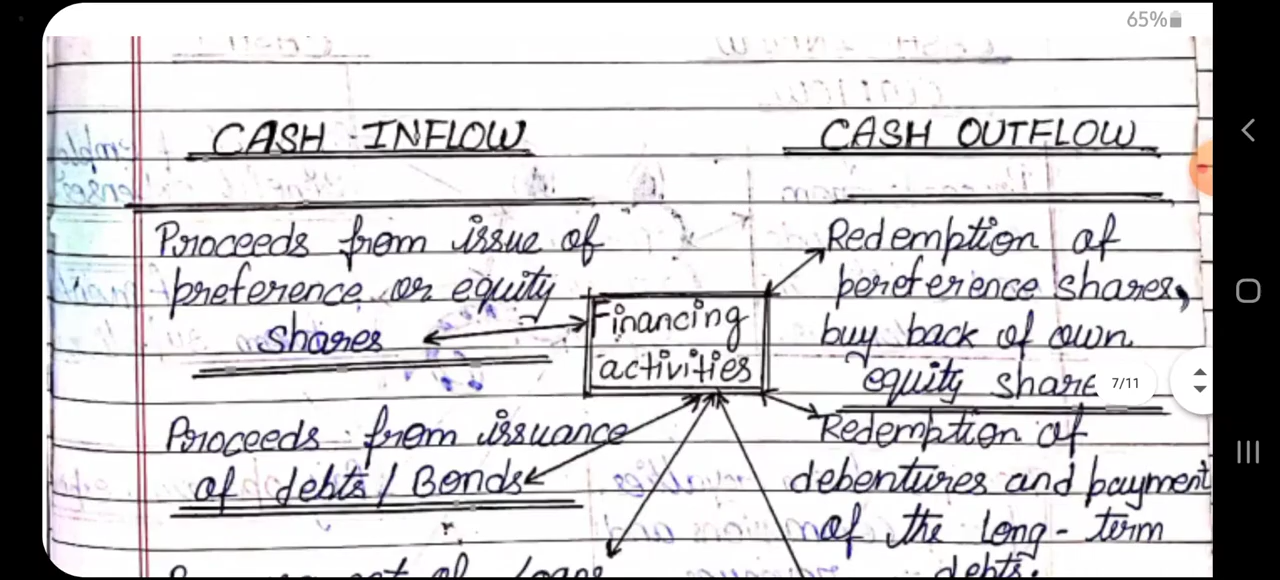 65%
CASH INFLOW
Proceeds from issue of
preference or equity
shares
Proceeds from issuance
of debts / Bonds
Financing
activities
CASH OUTFLOW
Redemption of
pereference shares,
buy back of own
equity share
7/11
Redemption of
debentures and payment
of the long-term
debts.
of loans